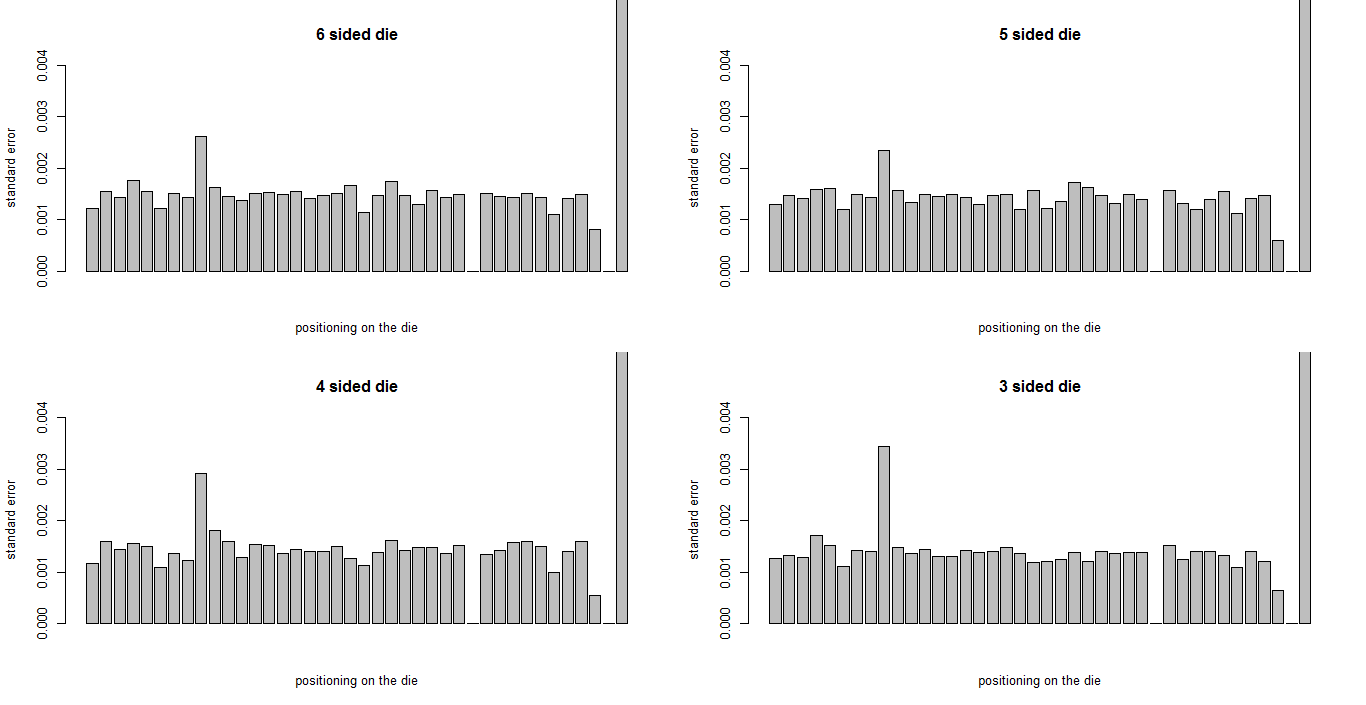 6 sided die
standard error
0.004
0.003
0.002
0.001
0.000
positioning on the die
5 sided die
standard error
0.004
0.003
0.002
0.001
0.000
positioning on the die
4 sided die
standard error
0.004
0.003
0.002
0.001
0.000
positioning on the die
3 sided die
standard error
0.004
0.003
0.002
0.001
0.000
positioning on the die